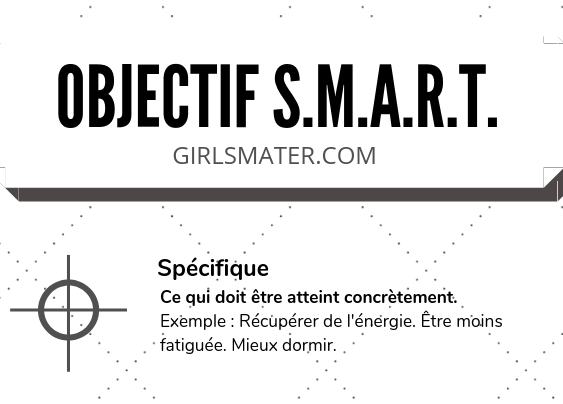 OBJECTIF S.M.A.R.T.
GIRLSMATER.COM
Spécifique
Ce qui doit être atteint concrètement.
Exemple : Récupérer de l'énergie. Être moins
fatiguée. Mieux dormir.